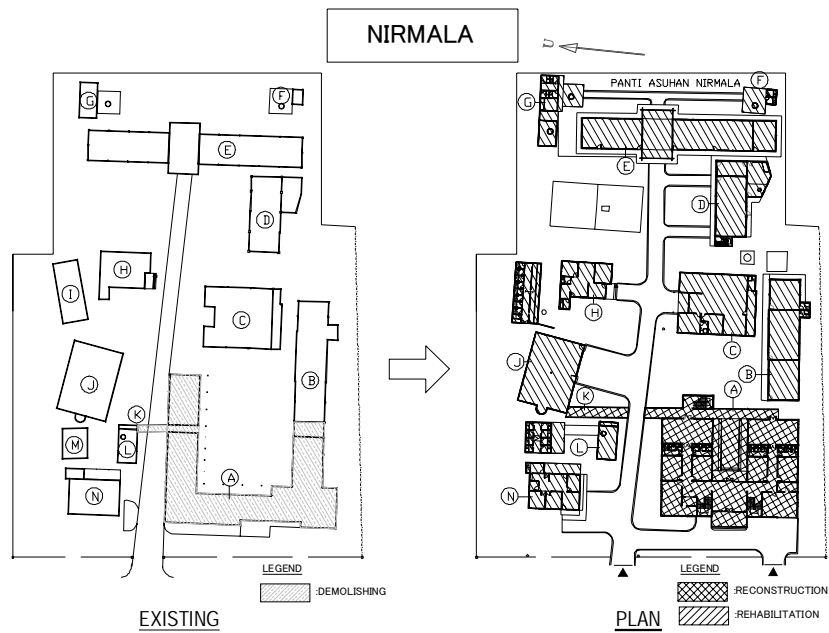 NIRMALA
n
G
F
E
D
H
I
C
J
B
K
M
L
A
N
LEGEND
:DEMOLISHING
EXISTING
PANTI ASUHAN NIRMALA
F
G
E
D
H
C
J
B
A
K
L
N
LEGEND
:RECONSTRUCTION
:REHABILITATION
PLAN